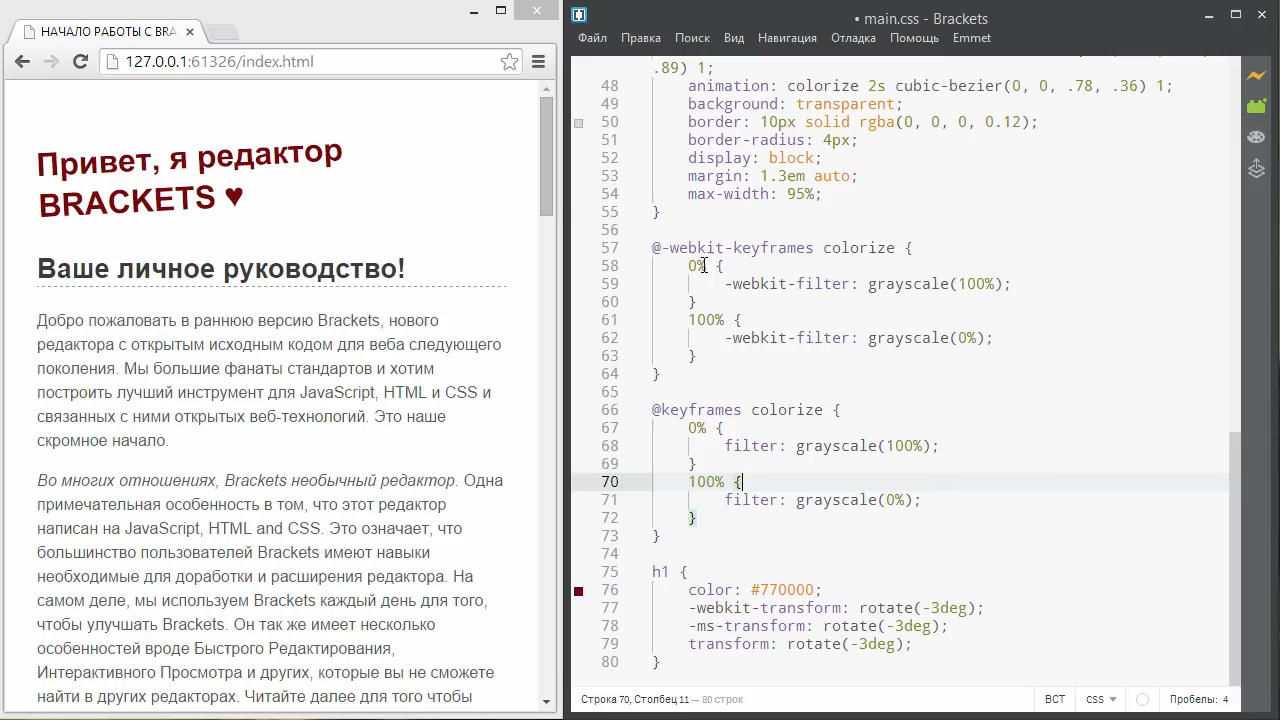 НАЧАЛО РАБОТЫ С BRA
127.0.0.1:61326/index.html
Привет, я редактор
BRACKETS ♥
Ваше личное руководство!
Добро пожаловать в раннюю версию Brackets, нового
редактора с открытым исходным кодом для веба следующего
поколения. Мы большие фанаты стандартов и хотим
построить лучший инструмент для JavaScript, HTML и CSS и
связанных с ними открытых веб-технологий. Это наше
скромное начало.
Во многих отношениях, Brackets необычный редактор. Одна
примечательная особенность в том, что этот редактор
написан на JavaScript, HTML and CSS. Это означает, что
большинство пользователей Brackets имеют навыки
необходимые для доработки и расширения редактора. На
самом деле, мы используем Brackets каждый день для того,
чтобы улучшать Brackets. Он так же имеет несколько
особенностей вроде Быстрого Редактирования,
Интерактивного Просмотра и других, которые вы не сможете
найти в других редакторах. Читайте далее для того чтобы
• main.css - Brackets
Файл Правка Поиск Вид Навигация Отладка Помощь Emmet
.89) 1;
48 animation: colorize 2s cubic-bezier(0, 0, .78, .36) 1;
49 background: transparent;
50 border: 10px solid rgba(0, 0, 0, 0.12);
51 border-radius: 4px;
52 display: block;
53 margin: 1.3em auto;
54 max-width: 95%;
55 }
56
57 @-webkit-keyframes colorize {
58 0% {
59 -webkit-filter: grayscale(100%);
60 }
61 100% {
62 -webkit-filter: grayscale(0%);
63 }
64 }
65
66 @keyframes colorize {
67 0% {
68 filter: grayscale(100%);
69 }
70 100% {
71 filter: grayscale(0%);
72 }
73 }
74
75 h1 {
76 color: #770000;
77 -webkit-transform: rotate(-3deg);
78 -ms-transform: rotate(-3deg);
79 transform: rotate(-3deg);
80 }
Строка 70, Столбец 11 — 80 строк ВСТ CSS Пробелы: 4